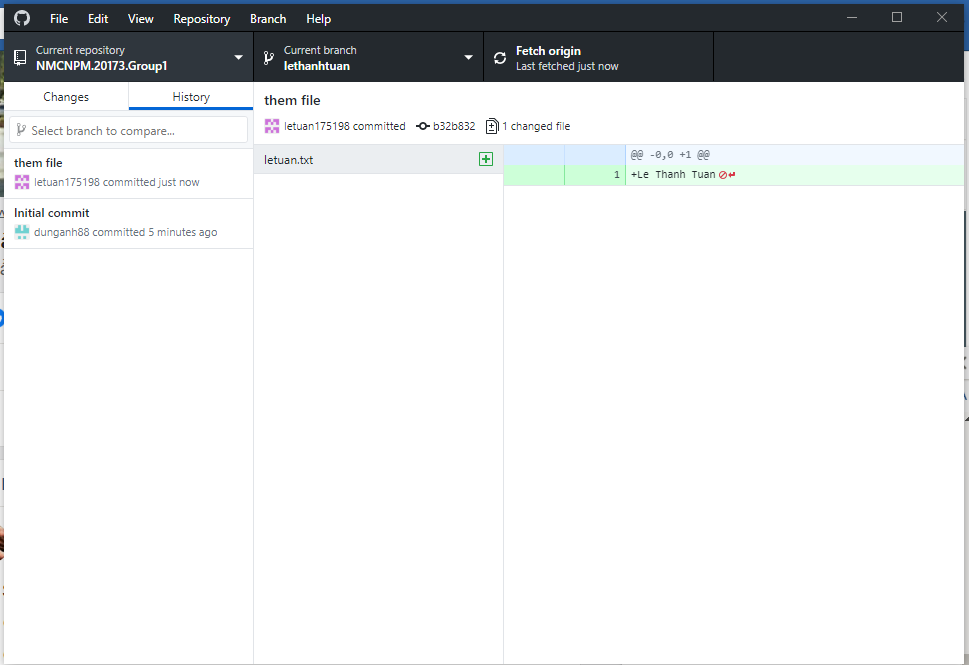 File Edit View Repository Branch Help
Current repository
NMCNPM.20173.Group1
Current branch
lethanhtuan
Fetch origin
Last fetched just now
Changes
History
Select branch to compare...
them file
letuan175198 committed just now
Initial commit
dunganh88 committed 5 minutes ago
them file
letuan175198 committed b32b832 1 changed file
letuan.txt
@@ -0,0 +1 @@
1 +Le Thanh Tuan